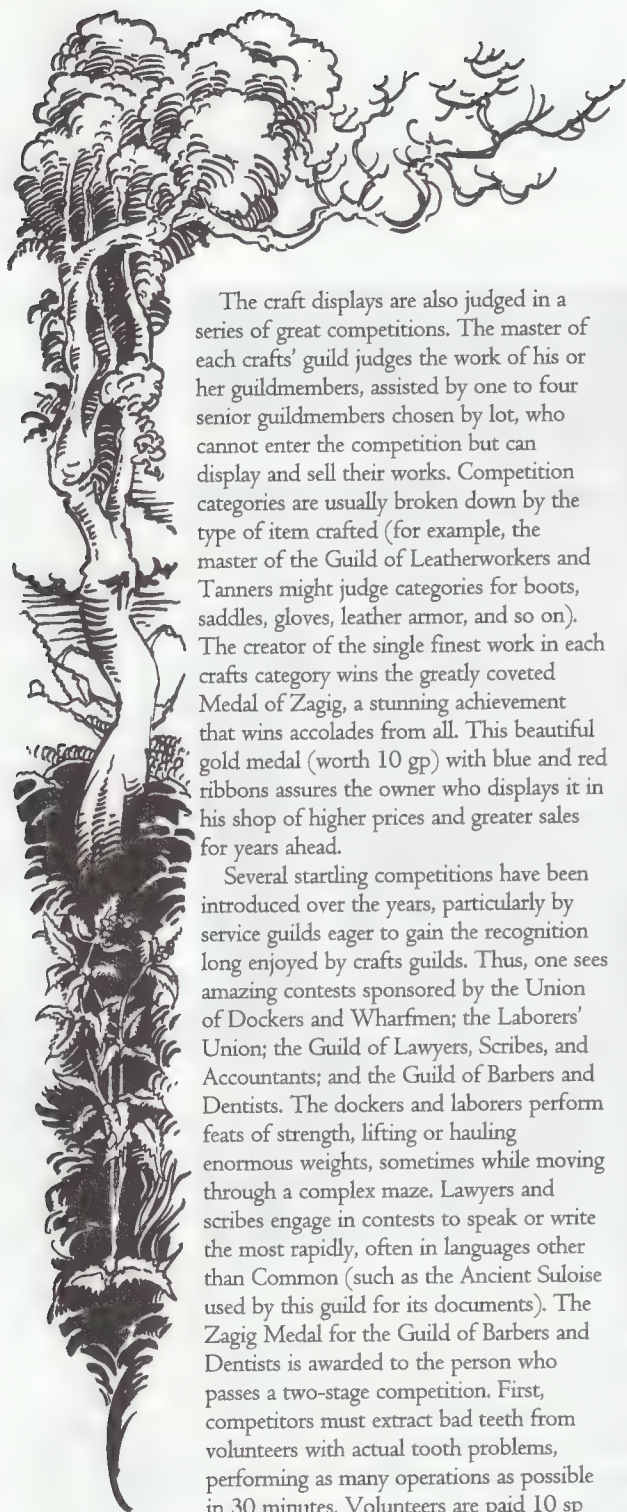 The craft displays are also judged in a
series of great competitions. The master of
each crafts' guild judges the work of his or
her guildmembers, assisted by one to four
senior guildmembers chosen by lot, who
cannot enter the competition but can
display and sell their works. Competition
categories are usually broken down by the
type of item crafted (for example, the
master of the Guild of Leatherworkers and
Tanners might judge categories for boots,
saddles, gloves, leather armor, and so on).
The creator of the single finest work in each
crafts category wins the greatly coveted
Medal of Zagig, a stunning achievement
that wins accolades from all. This beautiful
gold medal (worth 10 gp) with blue and red
ribbons assures the owner who displays it in
his shop of higher prices and greater sales
for years ahead.
Several startling competitions have been
introduced over the years, particularly by
service guilds eager to gain the recognition
long enjoyed by crafts guilds. Thus, one sees
amazing contests sponsored by the Union
of Dockers and Wharfmen; the Laborers'
Union; the Guild of Lawyers, Scribes, and
Accountants; and the Guild of Barbers and
Dentists. The dockers and laborers perform
feats of strength, lifting or hauling
enormous weights, sometimes while moving
through a complex maze. Lawyers and
scribes engage in contests to speak or write
the most rapidly, often in languages other
than Common (such as the Ancient Suloise
used by this guild for its documents). The
Zagig Medal for the Guild of Barbers and
Dentists is awarded to the person who
passes a two-stage competition. First,
competitors must extract bad teeth from
volunteers with actual tooth problems,
performing as many operations as possible
in 30 minutes. Volunteers are paid 10 sp